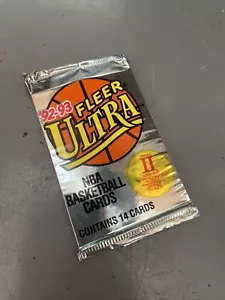 '92-'93
FLEER
ULTRA
II
NBA
BASKETBALL
CARDS
CONTAINS 14 CARDS